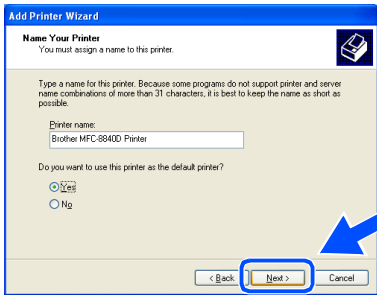 Add Printer Wizard
Name Your Printer
You must assign a name to this printer.
Type a name for this printer. Because some programs do not support printer and server
name combinations of more than 31 characters, it is best to keep the name as short as
possible.
Printer name:
Brother MFC-8840D Printer
Do you want to use this printer as the default printer?
Yes
No
< Back Next > Cancel